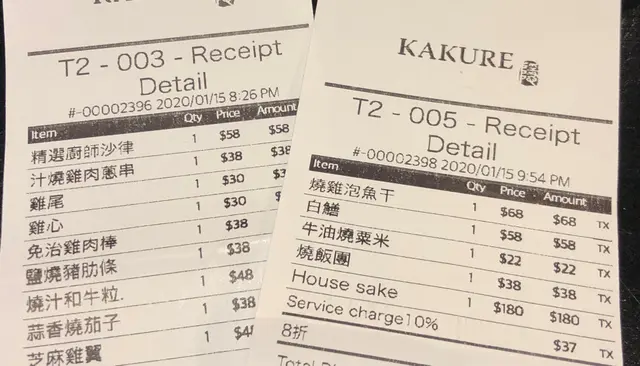 T2 - 003 - Receipt
Detail
#-00002396 2020/01/15 8:26 PM
Item Qty Price Amount
精選廚師沙律 1 $58 $58
汁燒雞肉蔥串 1 $38 $38
雞尾 1 $30
雞心 1 $30
免治雞肉棒 1 $38
鹽燒豬肋條 1 $38
燒汁和牛粒. 1 $48
蒜香燒茄子 1 $38
芝麻雞翼 1
KAKURE
T2 - 005 - Receipt
Detail
#-00002398 2020/01/15 9:54 PM
Item Qty Price Amount
燒雞泡魚干 1 $68 $68 TX
白鱔 1 $58 $58 TX
牛油燒粟米 1 $22 $22 TX
燒飯團 1 $38 $38 TX
House sake 1 $180 $180 TX
Service charge10% $37 TX
8折
Total